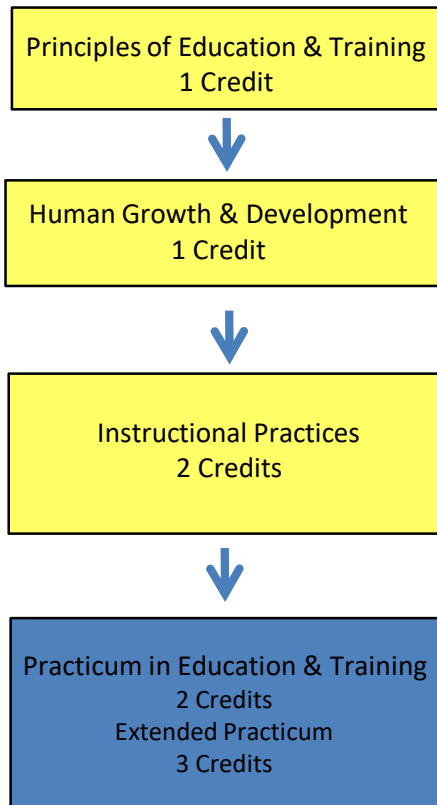 Principles of Education & Training
1 Credit
Human Growth & Development
1 Credit
Instructional Practices
2 Credits
Practicum in Education & Training
2 Credits
Extended Practicum
3 Credits